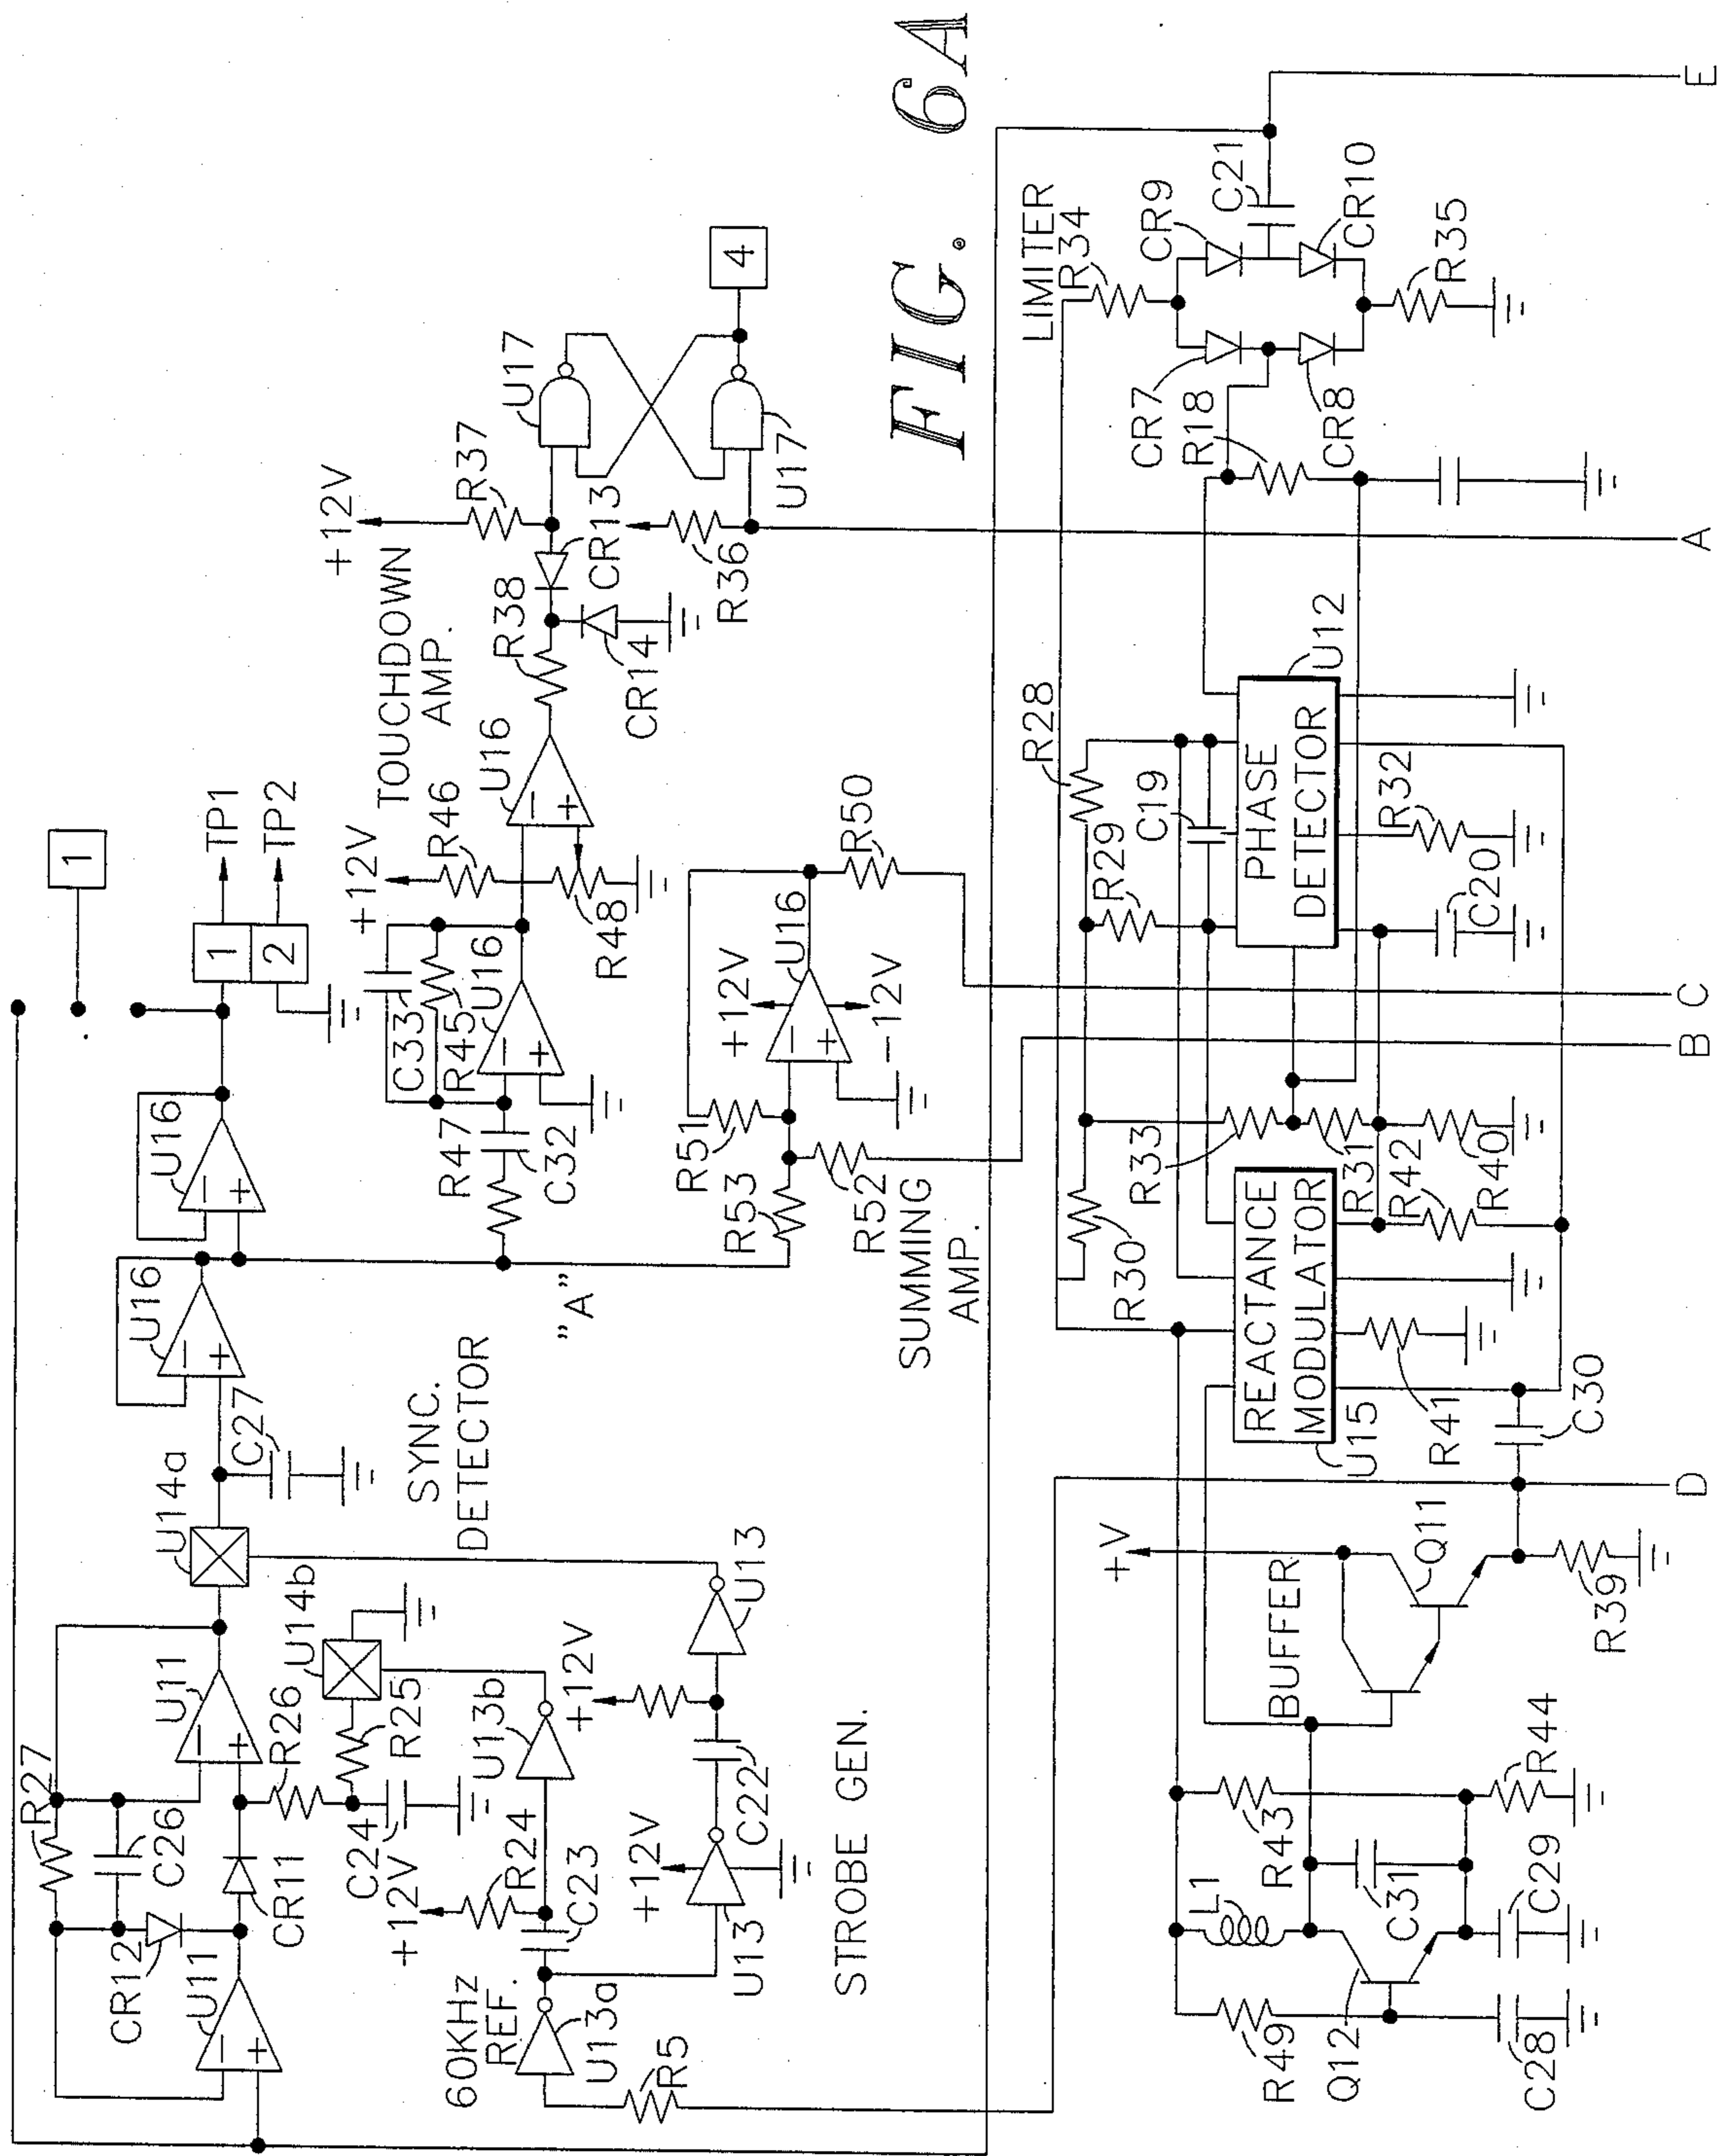 FIG. 6A
1
1
2
TP1
TP2
R27
C26
CR12
U11
CR11
U11
R26
U14a
U14b
C27
SYNC.
DETECTOR
U16
U16
"A"
R25
C24
+12V
R24
C23
U13b
60KHz
REF.
U13a
R5
+12V
U13
C22
+12V
U13
STROBE GEN.
R47
C32
C33
R45
U16
+12V
R46
R48
TOUCHDOWN
AMP.
U16
R38
CR14
CR13
+12V
R37
R36
U17
U17
4
R53
R51
R52
SUMMING
AMP.
+12V
U16
-12V
R50
R49
Q12
C28
L1
C31
C29
R43
R44
BUFFER
+V
Q11
R39
C30
U15
REACTANCE
MODULATOR
R41
R30
R33
R31
R42
R40
R28
R29
C19
PHASE
DETECTOR
U12
C20
R32
LIMITER
R34
CR7
R18
CR8
CR9
C21
CR10
R35
D
B
C
A
E